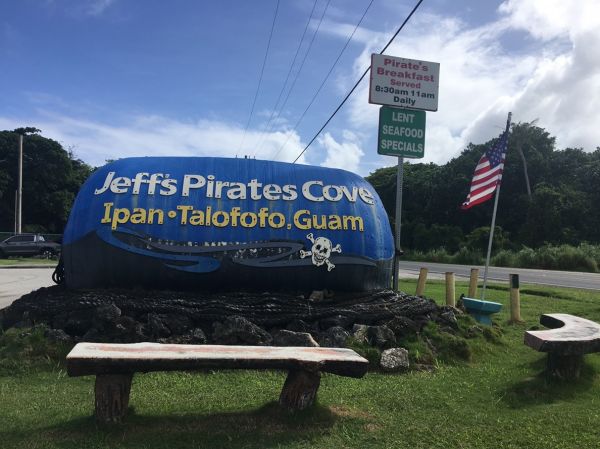 Pirate's
Breakfast
Served
8:30am 11am
Daily
LENT
SEAFOOD
SPECIALS
Jeff's Pirates Cove
Ipan • Talofofo, Guam